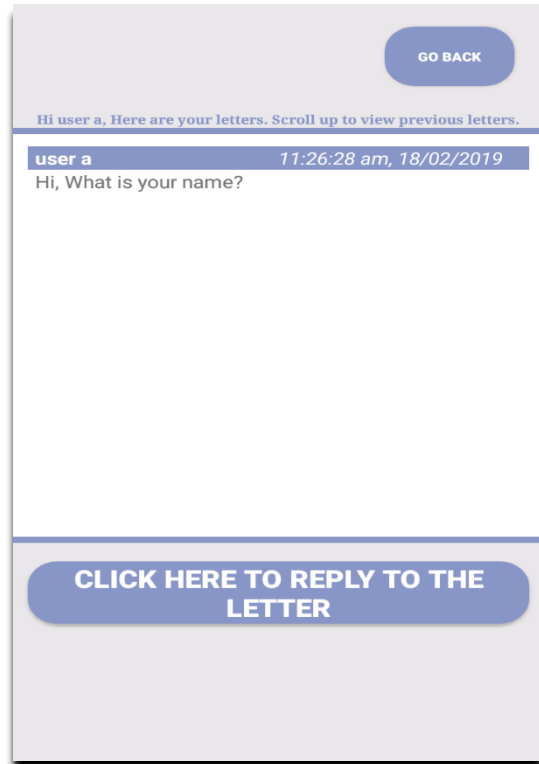 GO BACK
Hi user a, Here are your letters. Scroll up to view previous letters.
user a 11:26:28 am, 18/02/2019
Hi, What is your name?
CLICK HERE TO REPLY TO THE
LETTER